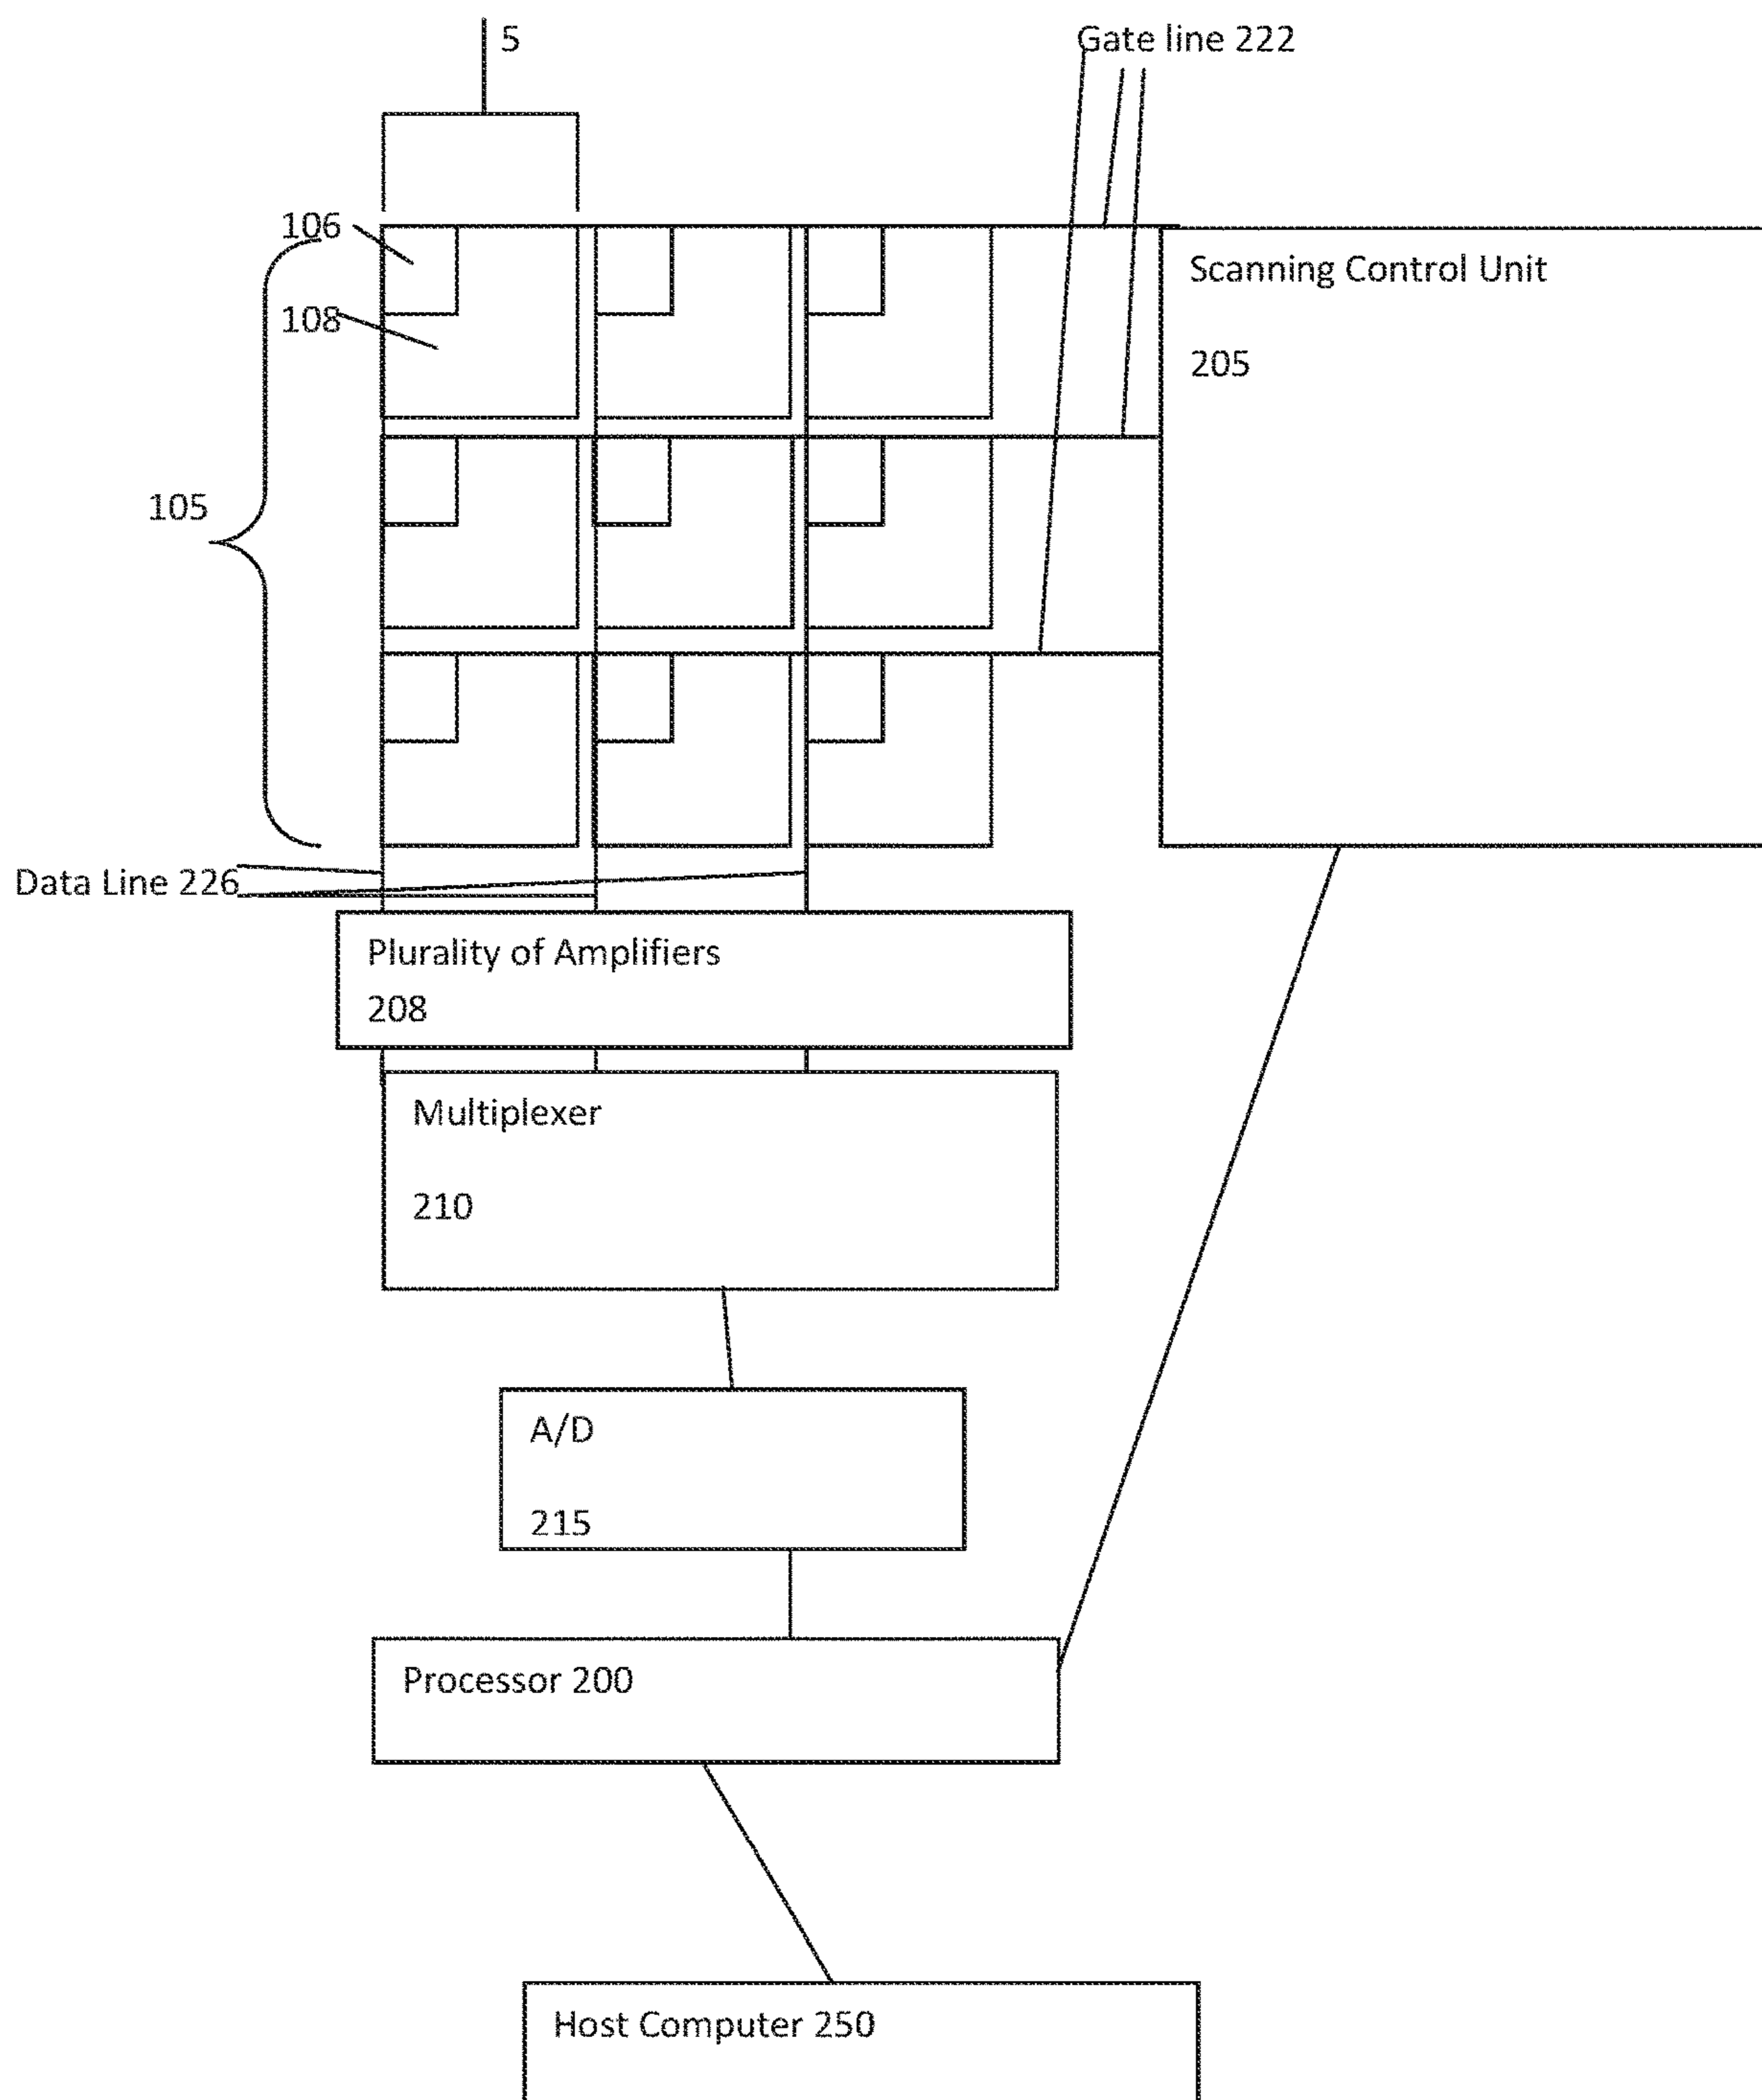 5
Gate line 222
106
Scanning Control Unit
108
205
105
Data Line 226
Plurality of Amplifiers
208
Multiplexer
210
A/D
215
Processor 200
Host Computer 250